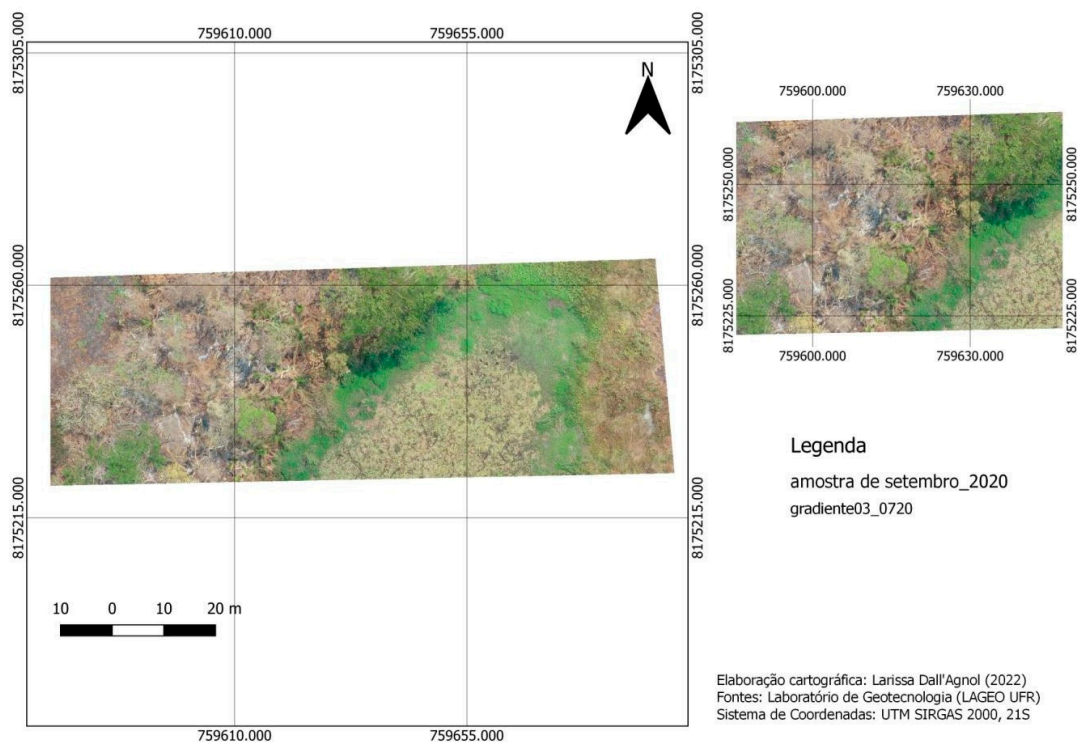 759610.000
759655.000
8175305.000
8175305.000
N
8175260.000
8175260.000
8175215.000
8175215.000
10 0 10 20 m
759610.000
759655.000
759600.000
759630.000
8175250.000
8175250.000
8175225.000
8175225.000
759600.000
759630.000
Legenda
amostra de setembro_2020
gradiente03_0720
Elaboração cartográfica: Larissa Dall'Agnol (2022)
Fontes: Laboratório de Geotecnologia (LAGEO UFR)
Sistema de Coordenadas: UTM SIRGAS 2000, 21S